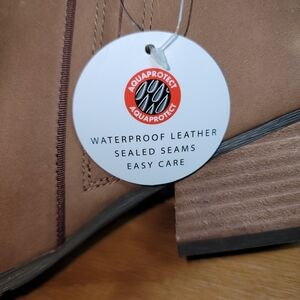 AQUAPROTECT
AQUAPROTECT
WATERPROOF LEATHER
SEALED SEAMS
EASY CARE